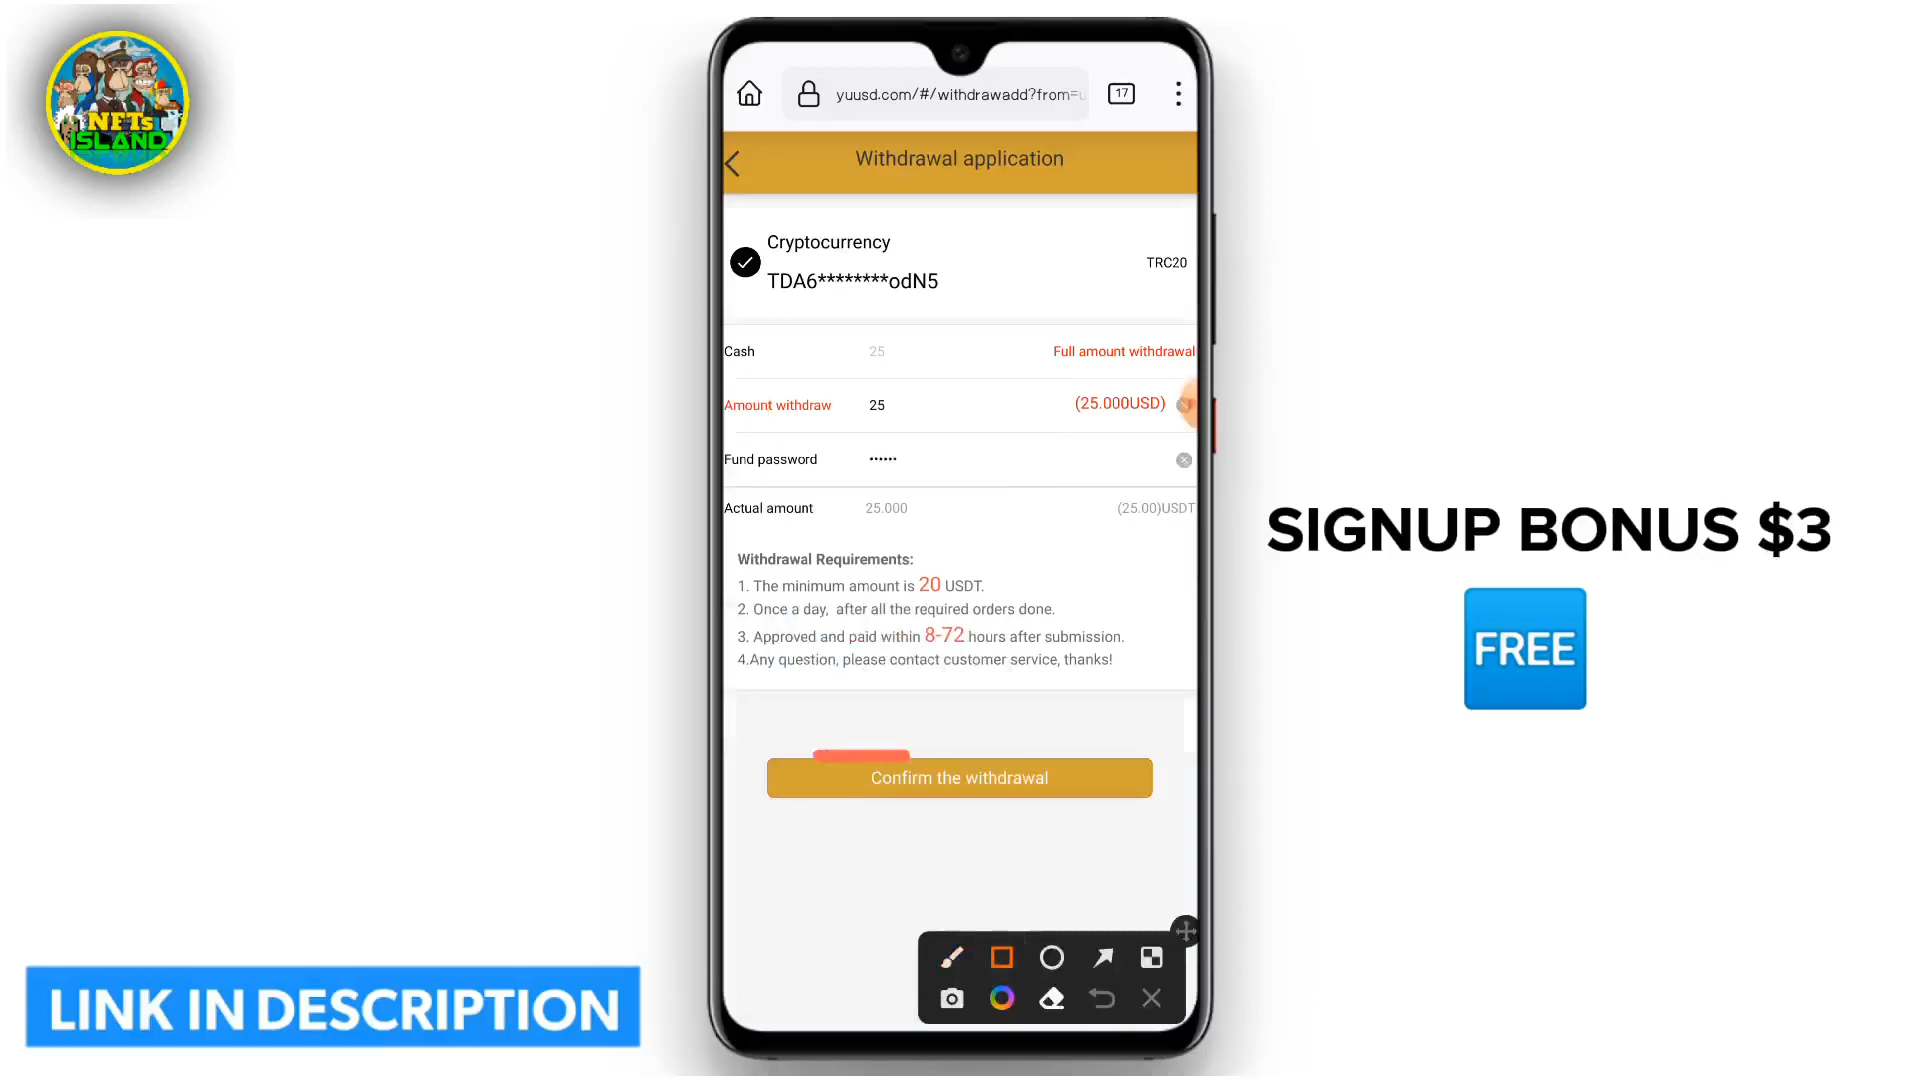 NFTs
ISLAND
yuusd.com/#/withdrawadd?from=u
17
Withdrawal application
Cryptocurrency
TDA6********odN5
TRC20
Cash 25 Full amount withdrawal
Amount withdraw 25 (25.000USD)
Fund password ••••••
Actual amount 25.000 (25.00)USDT
Withdrawal Requirements:
1. The minimum amount is 20 USDT.
2. Once a day, after all the required orders done.
3. Approved and paid within 8-72 hours after submission.
4.Any question, please contact customer service, thanks!
Confirm the withdrawal
SIGNUP BONUS $3
FREE
LINK IN DESCRIPTION